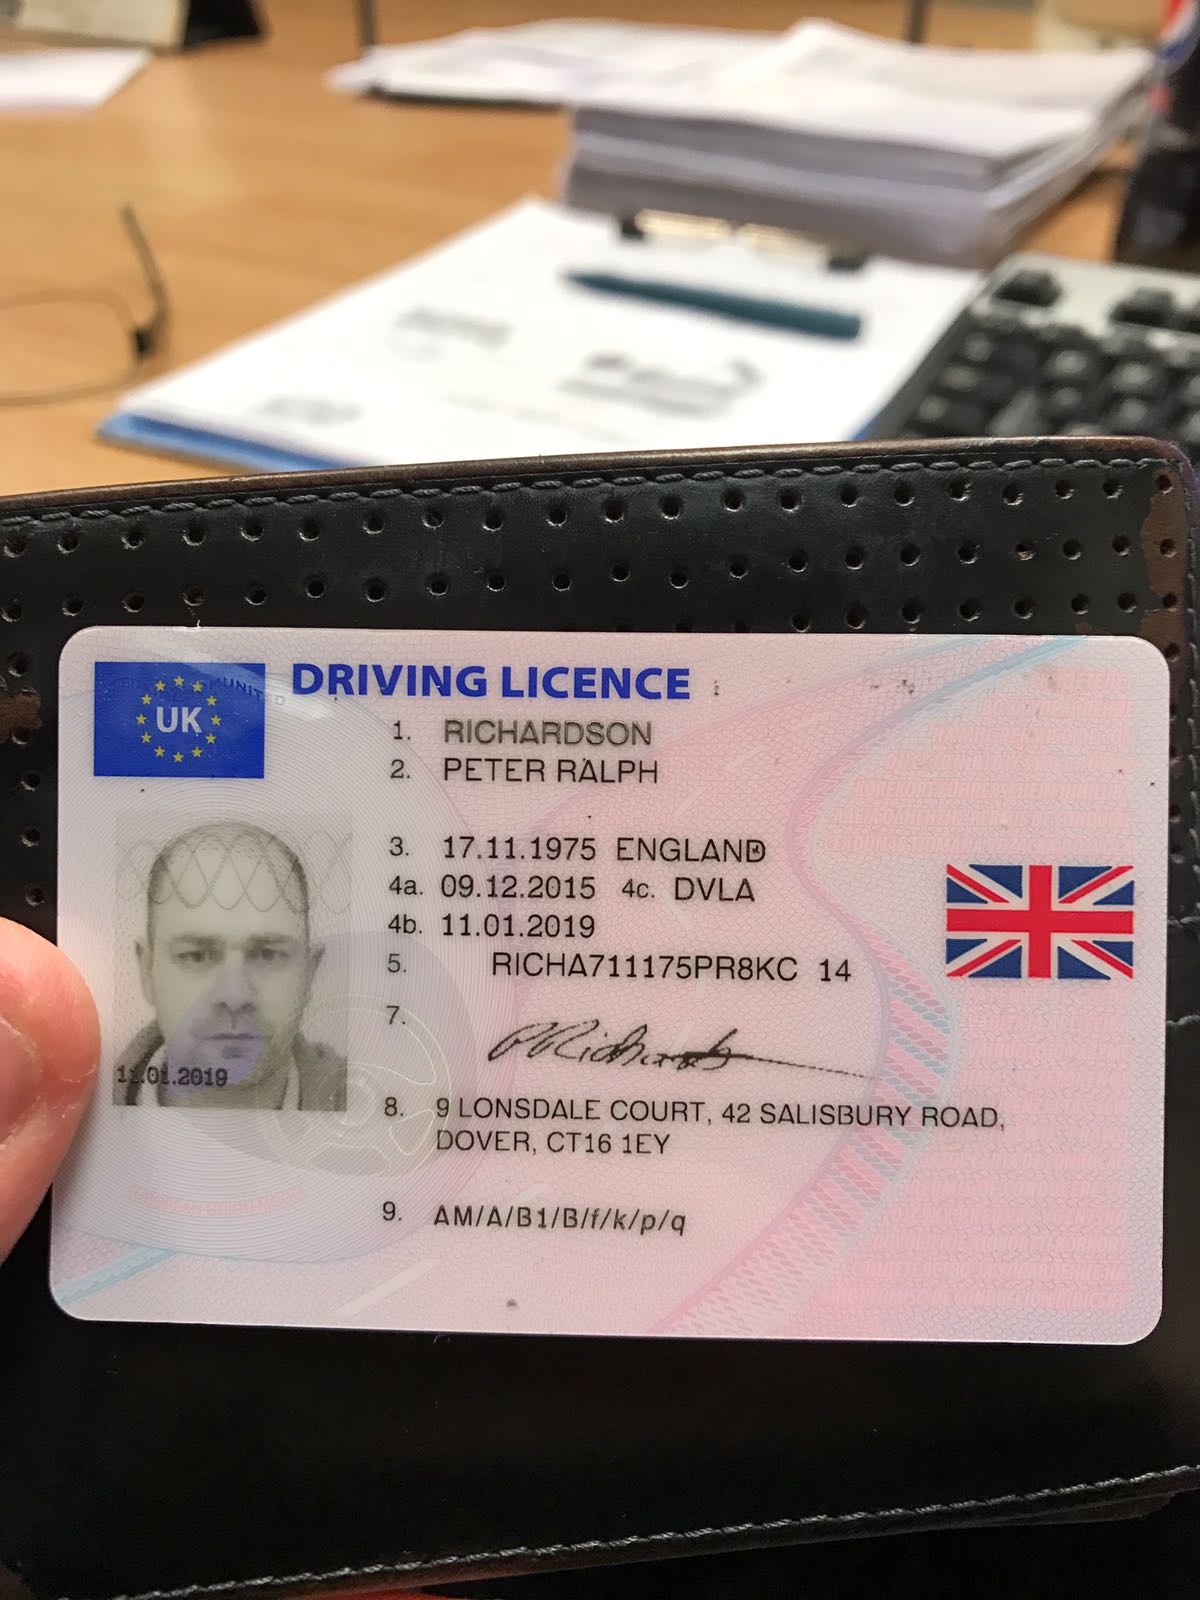 UK
DRIVING LICENCE
1. RICHARDSON
2. PETER RALPH
3. 17.11.1975 ENGLAND
4a. 09.12.2015 4c. DVLA
4b. 11.01.2019
5. RICHA711175PR8KC 14
7. PRichards
11.01.2019
8. 9 LONSDALE COURT, 42 SALISBURY ROAD,
DOVER, CT16 1EY
9. AM/A/B1/B/f/k/p/q